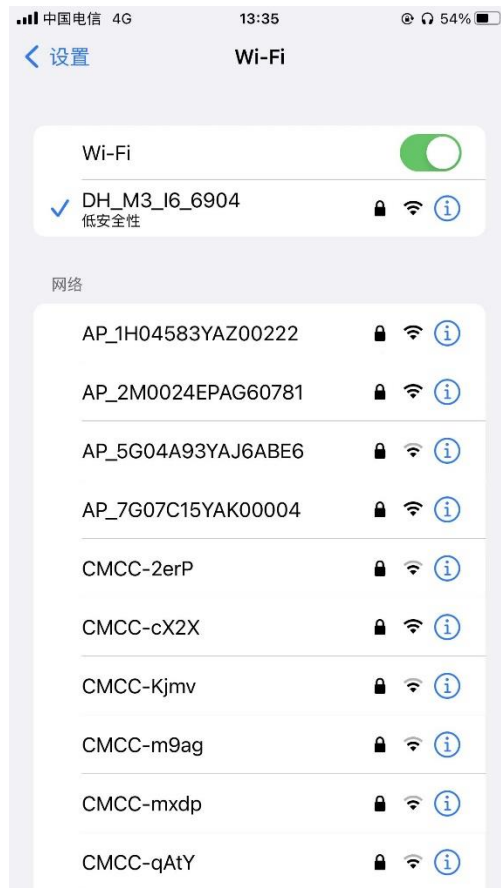 中国电信 4G 13:35 54%
设置 Wi-Fi
Wi-Fi
DH_M3_I6_6904
低安全性
网络
AP_1H04583YAZ00222
AP_2M0024EPAG60781
AP_5G04A93YAJ6ABE6
AP_7G07C15YAK00004
CMCC-2erP
CMCC-cX2X
CMCC-Kjmv
CMCC-m9ag
CMCC-mxdp
CMCC-qAtY